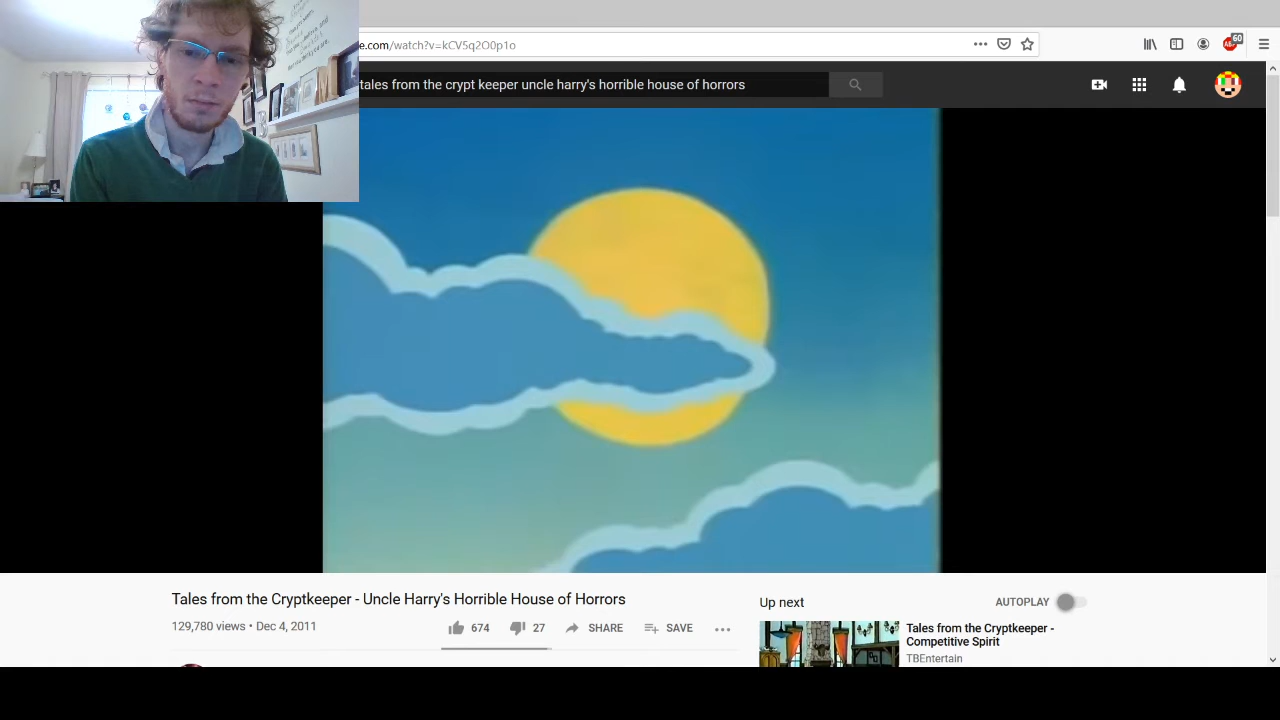 e.com/watch?v=kCV5q2O0p1o
60
tales from the crypt keeper uncle harry's horrible house of horrors
Tales from the Cryptkeeper - Uncle Harry's Horrible House of Horrors
129,780 views • Dec 4, 2011
674
27
SHARE
SAVE
Up next
AUTOPLAY
Tales from the Cryptkeeper -
Competitive Spirit
TBEntertain